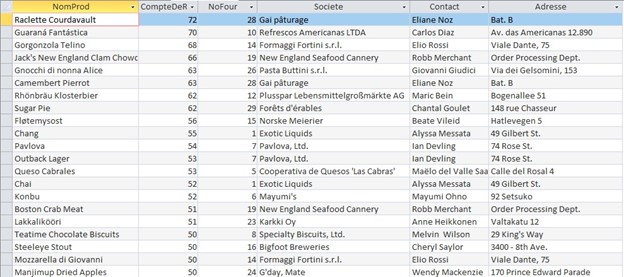 NomProd CompteDeR NoFour Societe Contact Adresse
Raclette Courdavault 72 28 Gai pâturage Eliane Noz Bat. B
Guaraná Fantástica 70 10 Refrescos Americanas LTDA Carlos Diaz Av. das Americanas 12.890
Gorgonzola Telino 68 14 Formaggi Fortini s.r.l. Elio Rossi Viale Dante, 75
Jack's New England Clam Chowd 66 19 New England Seafood Cannery Robb Merchant Order Processing Dept.
Gnocchi di nonna Alice 63 26 Pasta Buttini s.r.l. Giovanni Giudici Via dei Gelsomini, 153
Camembert Pierrot 63 28 Gai pâturage Eliane Noz Bat. B
Rhönbräu Klosterbier 62 12 Plusspar Lebensmittelgroßmärkte AG Maric Bein Bogenallee 51
Sugar Pie 62 29 Forêts d'érables Chantal Goulet 148 rue Chasseur
Fløtemysost 56 15 Norske Meierier Beate Vileid Hatlevegen 5
Chang 55 1 Exotic Liquids Alyssa Messata 49 Gilbert St.
Pavlova 54 7 Pavlova, Ltd. Ian Devling 74 Rose St.
Outback Lager 53 7 Pavlova, Ltd. Ian Devling 74 Rose St.
Queso Cabrales 53 5 Cooperativa de Quesos 'Las Cabras' Maëlo del Valle Saa Calle del Rosal 4
Chai 52 1 Exotic Liquids Alyssa Messata 49 Gilbert St.
Konbu 52 6 Mayumi's Mayumi Ohno 92 Setsuko
Boston Crab Meat 51 19 New England Seafood Cannery Robb Merchant Order Processing Dept.
Lakkalikööri 51 23 Karkki Oy Anne Heikkonen Valtakatu 12
Teatime Chocolate Biscuits 50 8 Specialty Biscuits, Ltd. Melvin Wilson 29 King's Way
Steeleye Stout 50 16 Bigfoot Breweries Cheryl Saylor 3400 - 8th Ave.
Mozzarella di Giovanni 50 14 Formaggi Fortini s.r.l. Elio Rossi Viale Dante, 75
Manjimup Dried Apples 50 24 G'day, Mate Wendy Mackenzie 170 Prince Edward Parade